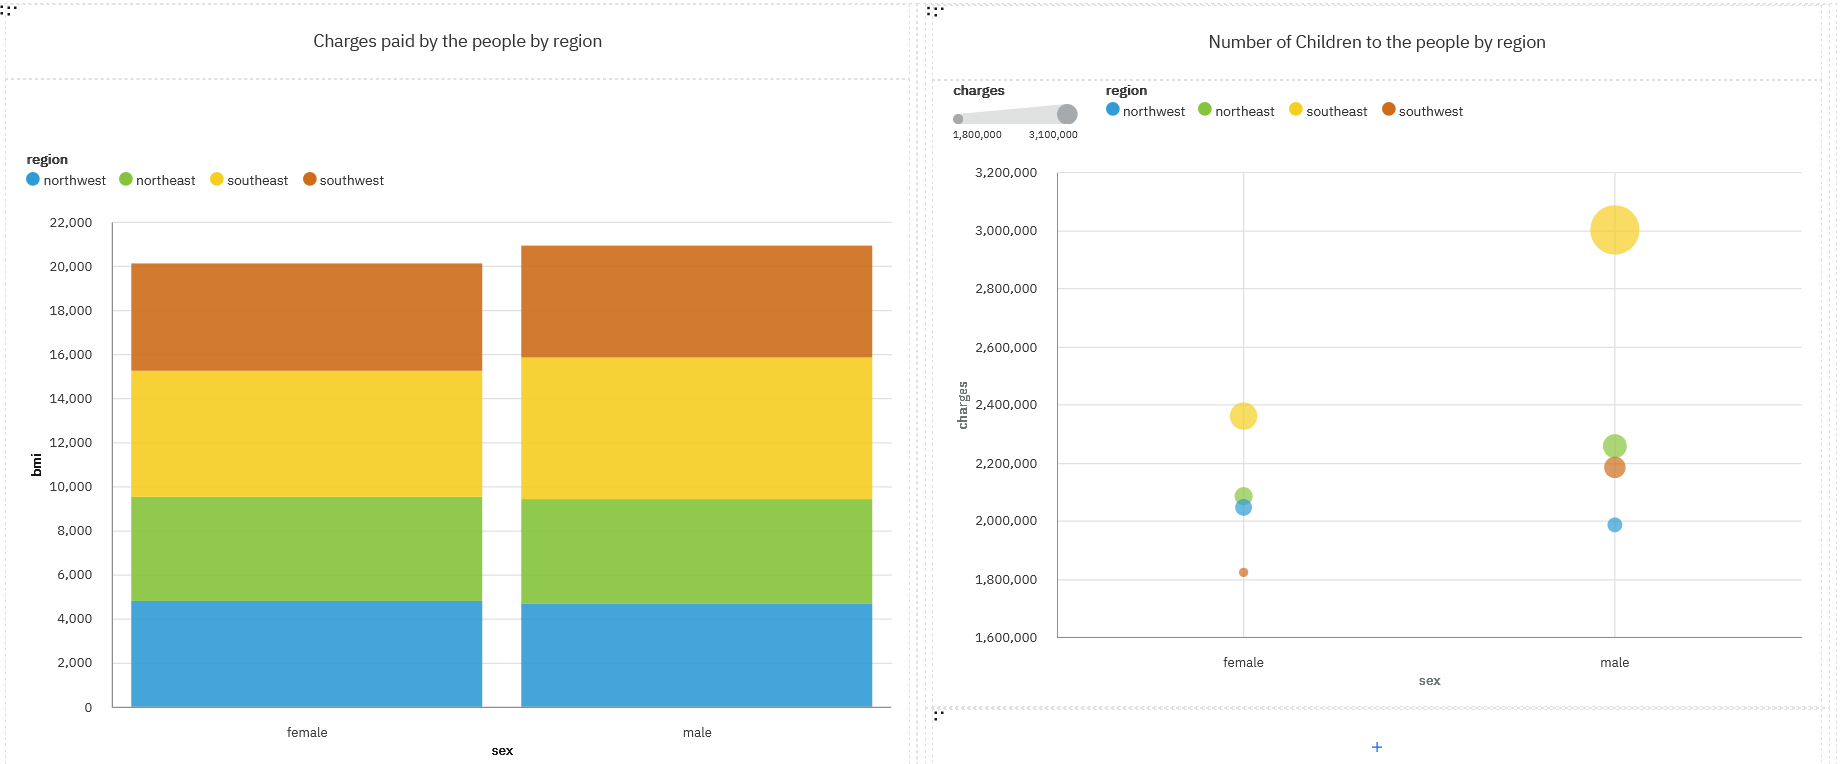 Charges paid by the people by region
region
northwest northeast southeast southwest
22,000
20,000
18,000
16,000
14,000
12,000
10,000
8,000
6,000
4,000
2,000
0
bmi
female male
sex
Number of Children to the people by region
charges region
northwest northeast southeast southwest
1,800,000 3,100,000
3,200,000
3,000,000
2,800,000
2,600,000
2,400,000
2,200,000
2,000,000
1,800,000
1,600,000
charges
female male
sex
+